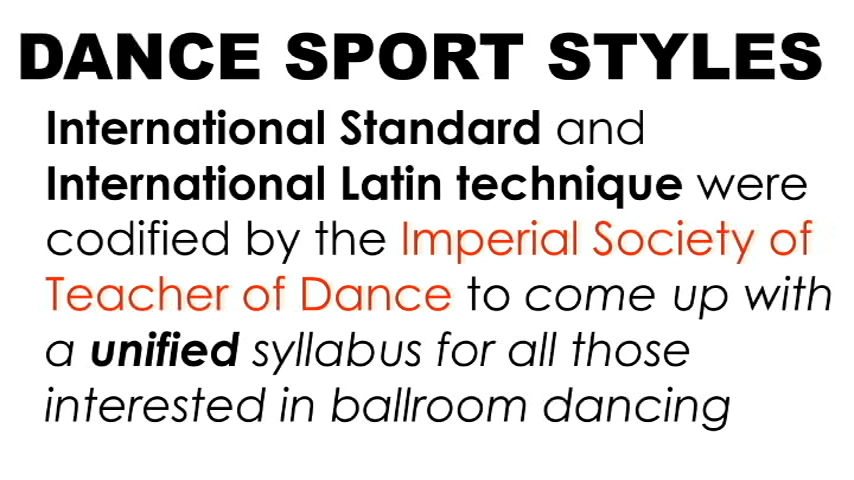 DANCE SPORT STYLES
International Standard and
International Latin technique were
codified by the Imperial Society of
Teacher of Dance to come up with
a unified syllabus for all those
interested in ballroom dancing